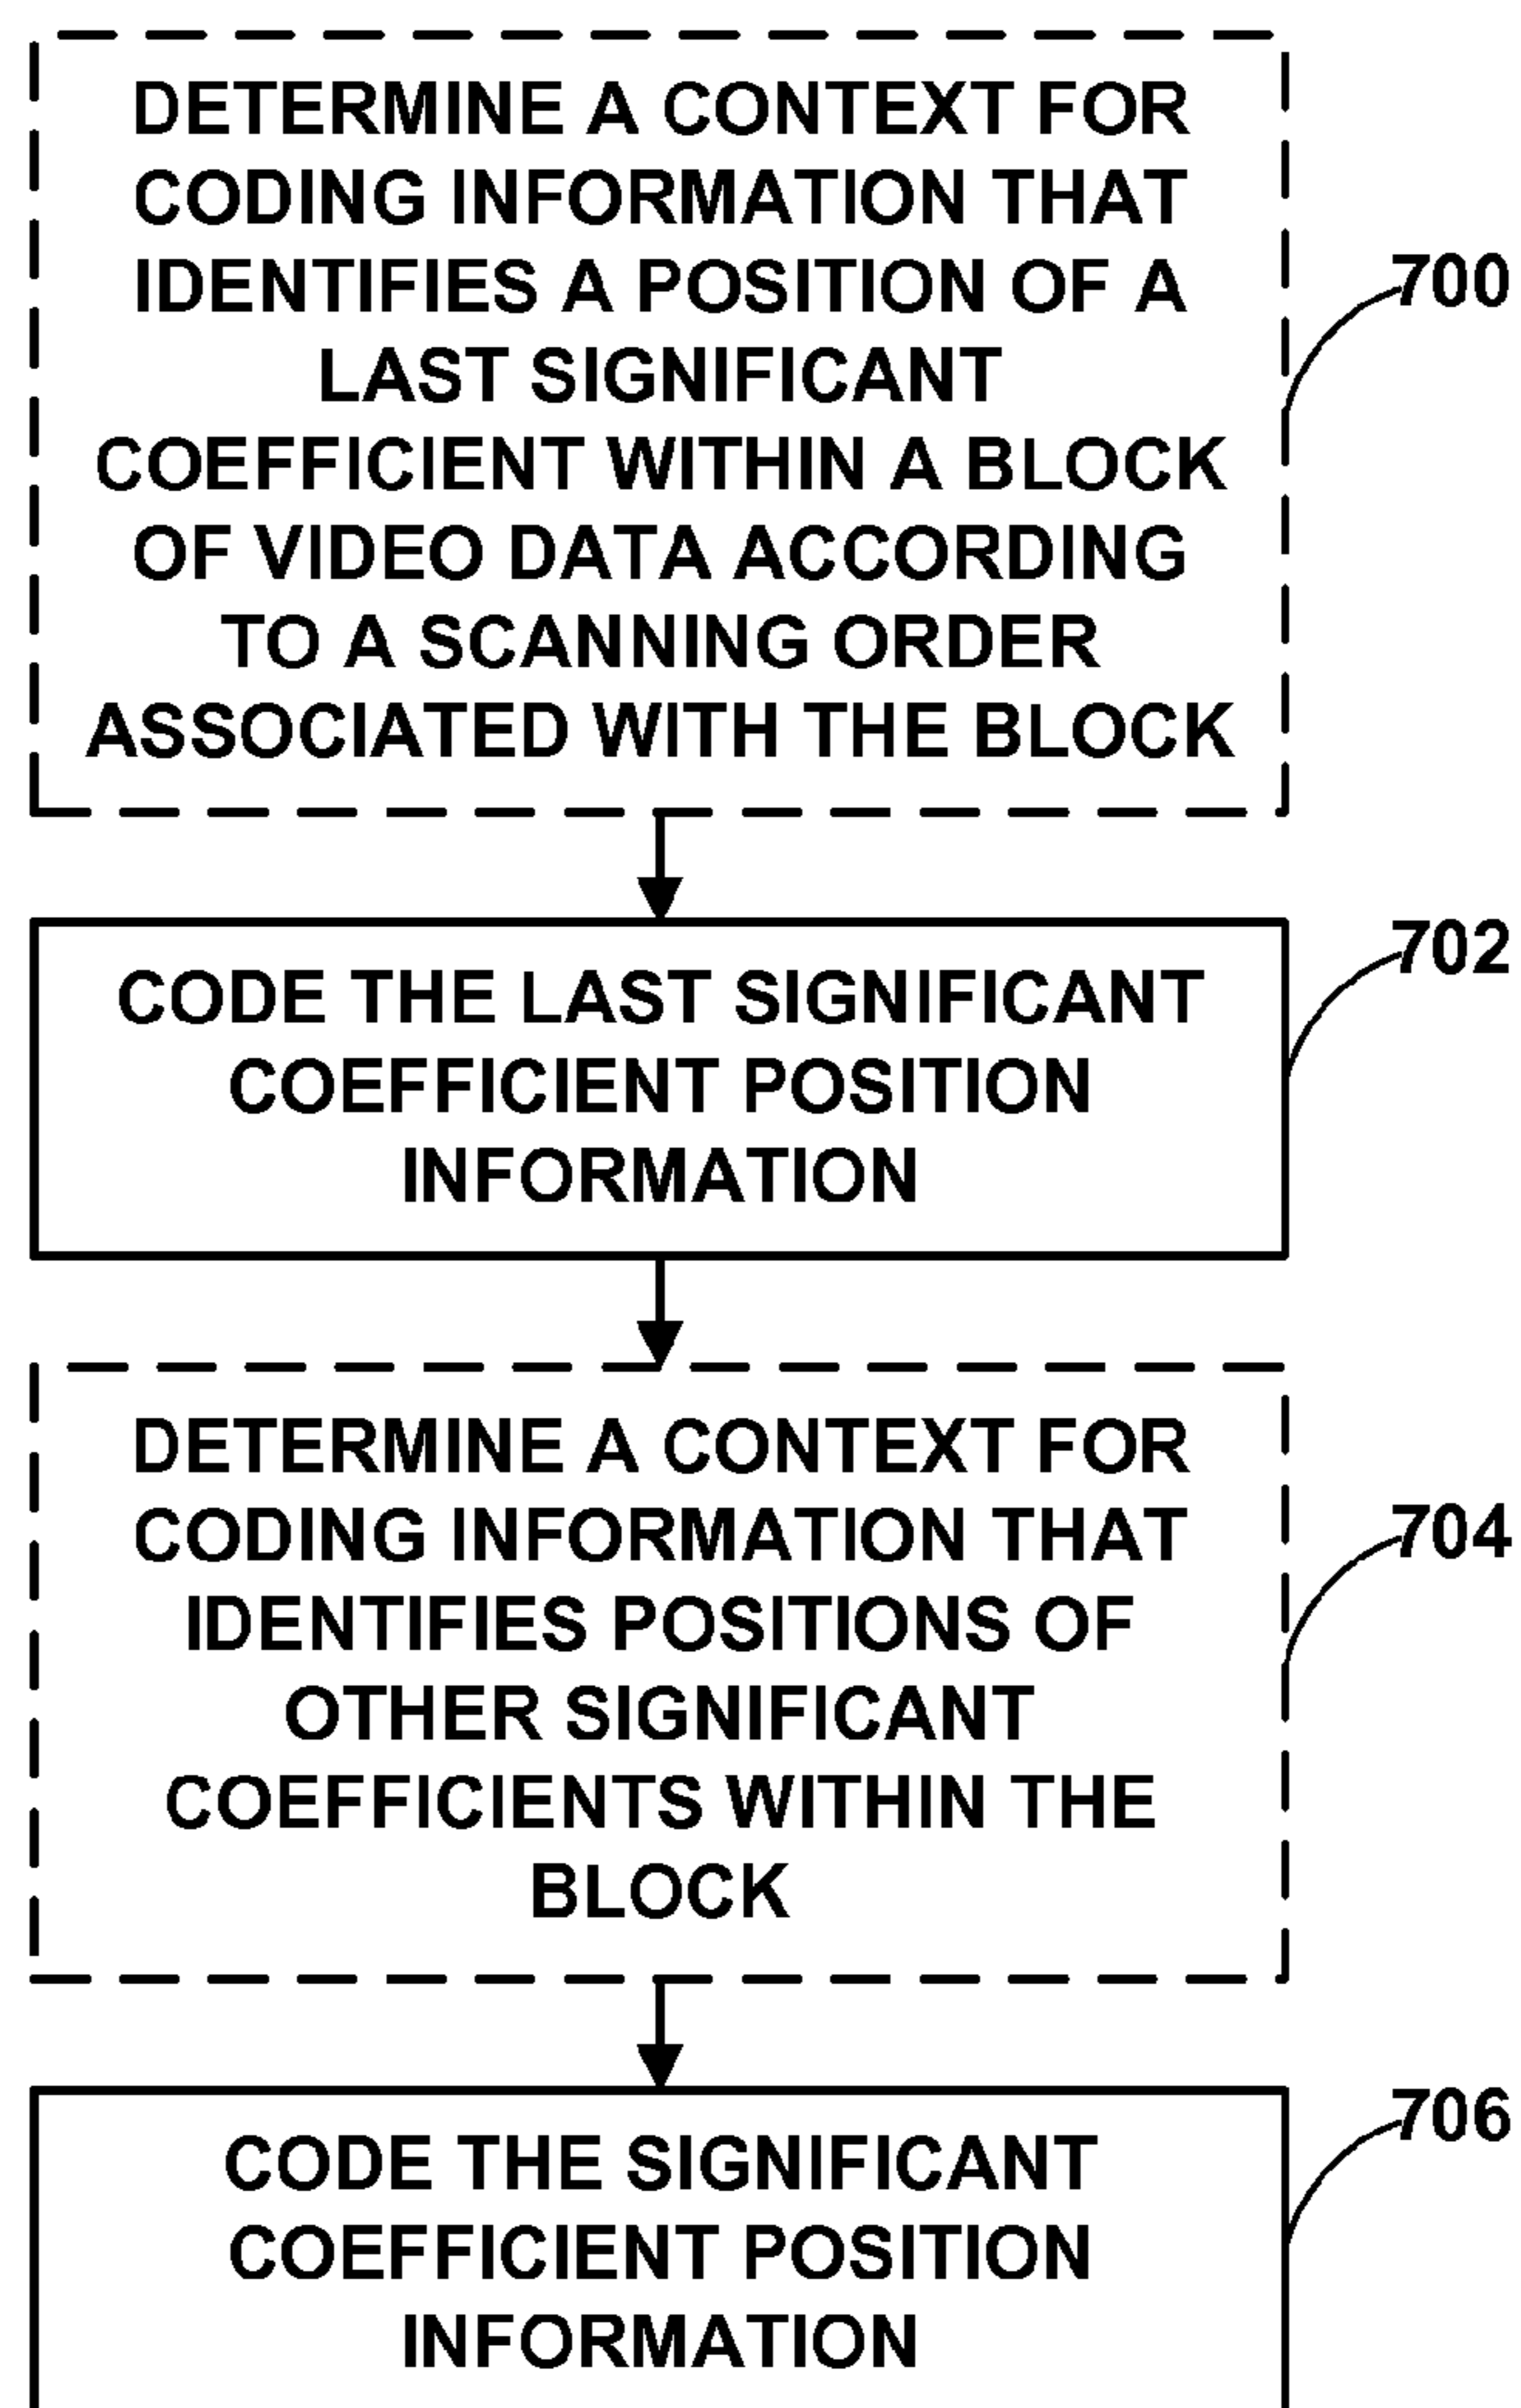 DETERMINE A CONTEXT FOR
CODING INFORMATION THAT
IDENTIFIES A POSITION OF A
LAST SIGNIFICANT
COEFFICIENT WITHIN A BLOCK
OF VIDEO DATA ACCORDING
TO A SCANNING ORDER
ASSOCIATED WITH THE BLOCK
700
CODE THE LAST SIGNIFICANT
COEFFICIENT POSITION
INFORMATION
702
DETERMINE A CONTEXT FOR
CODING INFORMATION THAT
IDENTIFIES POSITIONS OF
OTHER SIGNIFICANT
COEFFICIENTS WITHIN THE
BLOCK
704
CODE THE SIGNIFICANT
COEFFICIENT POSITION
INFORMATION
706